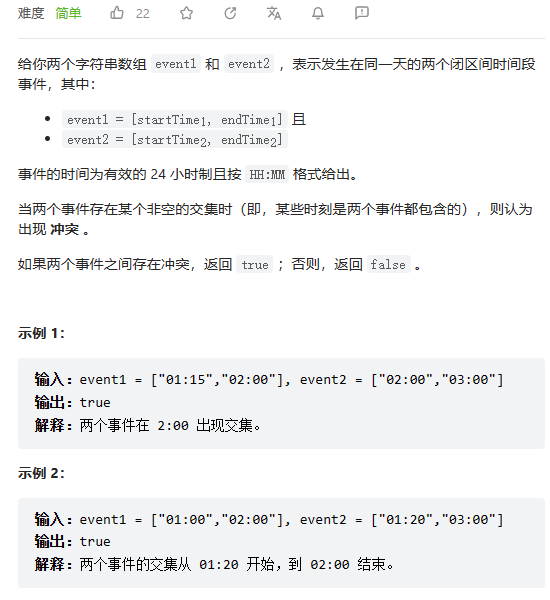 难度 简单 22
给你两个字符串数组 event1 和 event2 ，表示发生在同一天的两个闭区间时间段
事件，其中：
• event1 = [startTime1, endTime1] 且
• event2 = [startTime2, endTime2]
事件的时间为有效的 24 小时制且按 HH:MM 格式给出。
当两个事件存在某个非空的交集时（即，某些时刻是两个事件都包含的），则认为
出现 冲突 。
如果两个事件之间存在冲突，返回 true ；否则，返回 false 。
示例 1：
输入：event1 = ["01:15","02:00"], event2 = ["02:00","03:00"]
输出：true
解释：两个事件在 2:00 出现交集。
示例 2：
输入：event1 = ["01:00","02:00"], event2 = ["01:20","03:00"]
输出：true
解释：两个事件的交集从 01:20 开始，到 02:00 结束。